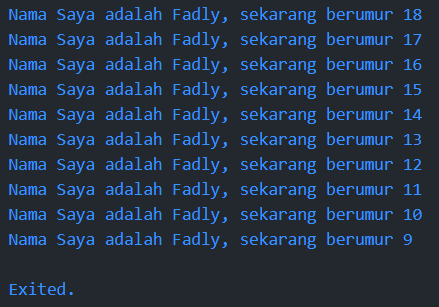 Nama Saya adalah Fadly, sekarang berumur 18
Nama Saya adalah Fadly, sekarang berumur 17
Nama Saya adalah Fadly, sekarang berumur 16
Nama Saya adalah Fadly, sekarang berumur 15
Nama Saya adalah Fadly, sekarang berumur 14
Nama Saya adalah Fadly, sekarang berumur 13
Nama Saya adalah Fadly, sekarang berumur 12
Nama Saya adalah Fadly, sekarang berumur 11
Nama Saya adalah Fadly, sekarang berumur 10
Nama Saya adalah Fadly, sekarang berumur 9
Exited.